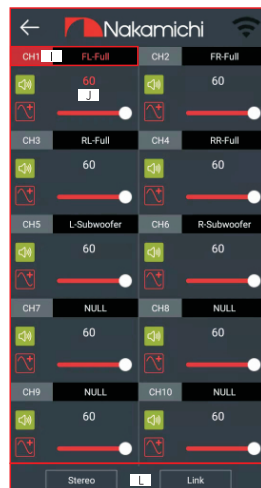 Nakamichi
CH1 I FL-Full CH2 FR-Full
60 60
J
CH3 RL-Full CH4 RR-Full
60 60
CH5 L-Subwoofer CH6 R-Subwoofer
60 60
CH7 NULL CH8 NULL
60 60
CH9 NULL CH10 NULL
60 60
Stereo L Link